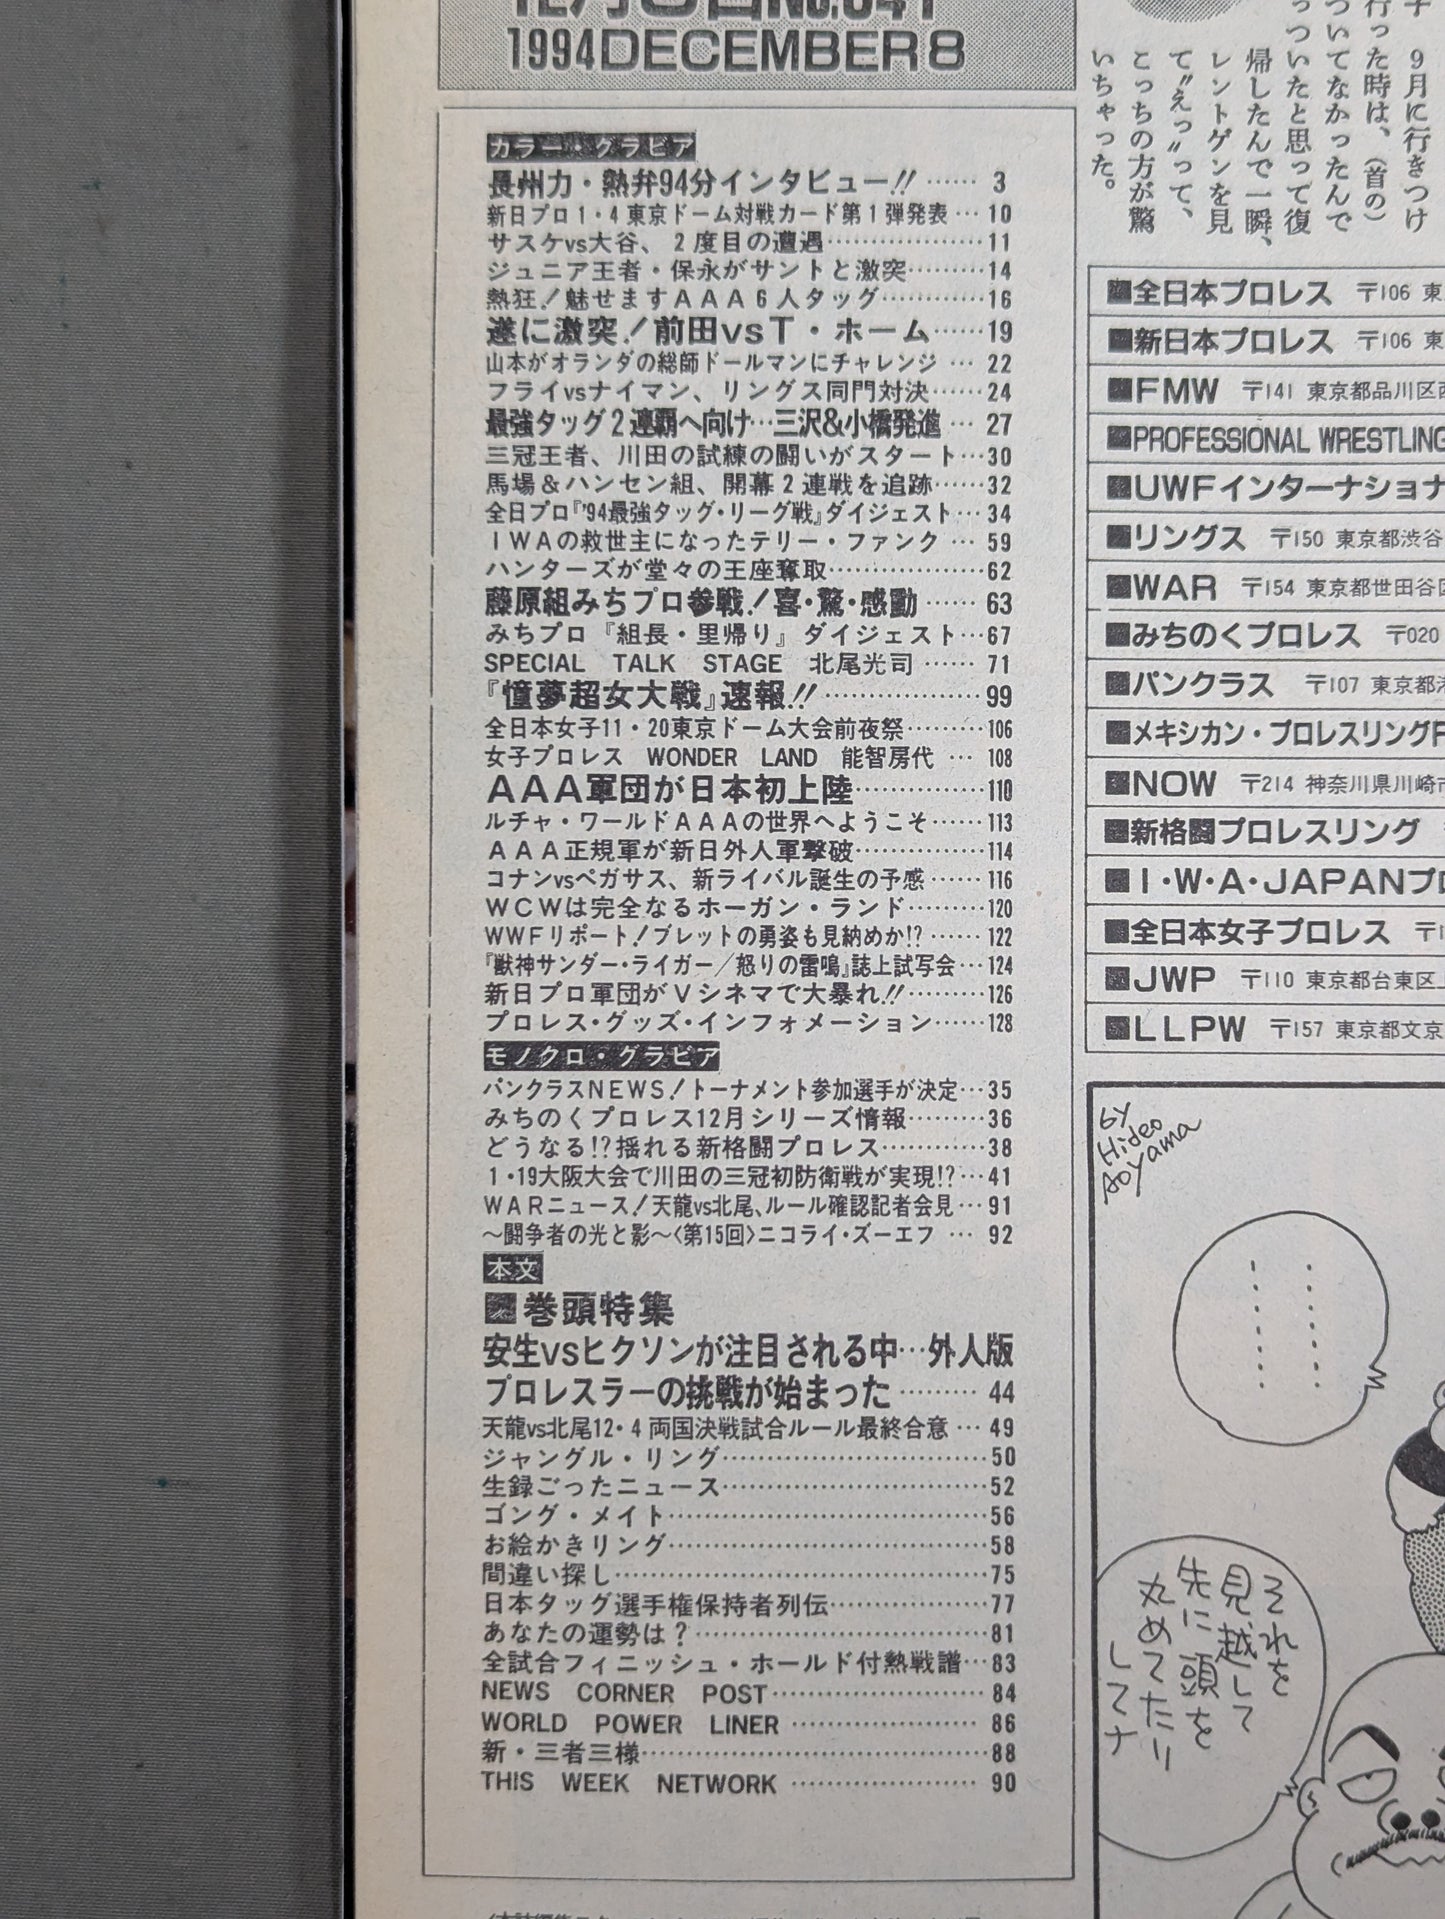 1994DECEMBER 8
カラー・グラビア
長州力・熱弁94分インタビュー!! …… 3
新日プロ1・4東京ドーム対戦カード第1弾発表… 10
サスケvs大谷、2度目の遭遇……………… 11
ジュニア王者・保永がサントと激突……… 14
熱狂!魅せますAAA6人タッグ………… 16
遂に激突!前田vsT・ホーム…… 19
山本がオランダの総師ドールマンにチャレンジ … 22
フライvsナイマン、リングス同門対決…… 24
最強タッグ2連覇へ向け…三沢&小橋発進… 27
三冠王者、川田の試練の闘いがスタート… 30
馬場&ハンセン組、開幕2連戦を追跡…… 32
全日プロ『'94最強タッグ・リーグ戦』ダイジェスト… 34
IWAの救世主になったテリー・ファンク … 59
ハンターズが堂々の王座奪取……………… 62
藤原組みちプロ参戦!喜・驚・感動 …… 63
みちプロ『組長・里帰り』ダイジェスト… 67
SPECIAL TALK STAGE 北尾光司 …… 71
『憧夢超女大戦』速報!! ……………… 99
全日本女子11・20東京ドーム大会前夜祭……… 106
女子プロレス WONDER LAND 能智房代 … 108
AAA軍団が日本初上陸…………… 110
ルチャ・ワールドAAAの世界へようこそ…… 113
AAA正規軍が新日外人軍撃破…………… 114
コナンvsペガサス、新ライバル誕生の予感…… 116
WCWは完全なるホーガン・ランド……… 120
WWFリポート!ブレットの勇姿も見納めか!? …… 122
『獣神サンダー・ライガー/怒りの雷鳴』誌上試写会… 124
新日プロ軍団がVシネマで大暴れ!!……… 126
プロレス・グッズ・インフォメーション…… 128
モノクロ・グラビア
パンクラスNEWS!トーナメント参加選手が決定… 35
みちのくプロレス12月シリーズ情報……… 36
どうなる!?揺れる新格闘プロレス………… 38
1・19大阪大会で川田の三冠初防衛戦が実現!?… 41
WARニュース!天龍vs北尾、ルール確認記者会見… 91
〜闘争者の光と影〜〈第15回〉ニコライ・ズーエフ … 92
本文
■巻頭特集
安生vsヒクソンが注目される中…外人版
プロレスラーの挑戦が始まった ……… 44
天龍vs北尾12・4両国決戦試合ルール最終合意 … 49
ジャングル・リング………………………… 50
生録ごったニュース………………………… 52
ゴング・メイト……………………………… 56
お絵かきリング……………………………… 58
間違い探し…………………………………… 75
日本タッグ選手権保持者列伝……………… 77
あなたの運勢は?…………………………… 81
全試合フィニッシュ・ホールド付熱戦譜… 83
NEWS CORNER POST…………………… 84
WORLD POWER LINER ………………… 86
新・三者三様………………………………… 88
THIS WEEK NETWORK ………………… 90
9月に行きつけ
った時は、(首の)
ついてなかったんで
っついたと思って復
帰したんで一瞬、
レントゲンを見
て〝えっ〟って、
こっちの方が驚
いちゃった。
■全日本プロレス 〒106 東
■新日本プロレス 〒106 東
■FMW 〒141 東京都品川区西
■PROFESSIONAL WRESTLING
■UWFインターナショナ
■リングス 〒150 東京都渋谷
■WAR 〒154 東京都世田谷区
■みちのくプロレス 〒020
■パンクラス 〒107 東京都港
■メキシカン・プロレスリングF
■NOW 〒214 神奈川県川崎市
■新格闘プロレスリング
■I・W・A・JAPANプロ
■全日本女子プロレス 〒1
■JWP 〒110 東京都台東区上
■LLPW 〒157 東京都文京
by
Hideo
Aoyama
それを
見越して
先に頭を
丸めてたり
してナ